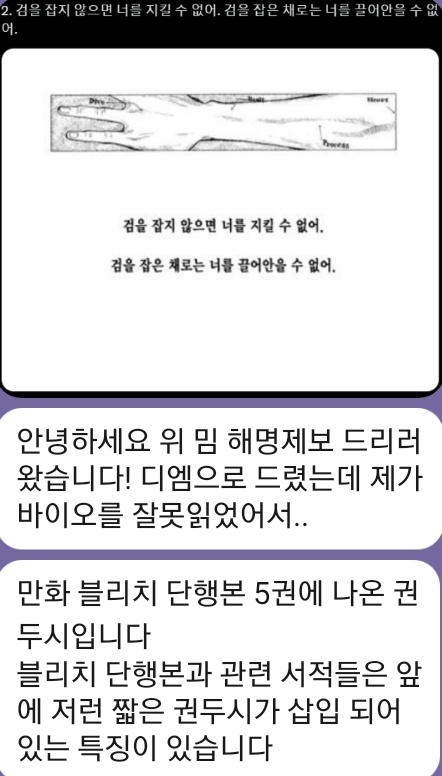 2. 검을 잡지 않으면 너를 지킬 수 없어. 검을 잡은 채로는 너를 끌어안을 수 없
어.
Process
검을 잡지 않으면 너를 지킬 수 없어.
검을 잡은 채로는 너를 끌어안을 수 없어.
안녕하세요 위 밈 해명제보 드리러
왔습니다! 디엠으로 드렸는데 제가
바이오를 잘못읽었어서..
만화 블리치 단행본 5권에 나온 권
두시입니다
블리치 단행본과 관련 서적들은 앞
에 저런 짧은 권두시가 삽입 되어
있는 특징이 있습니다